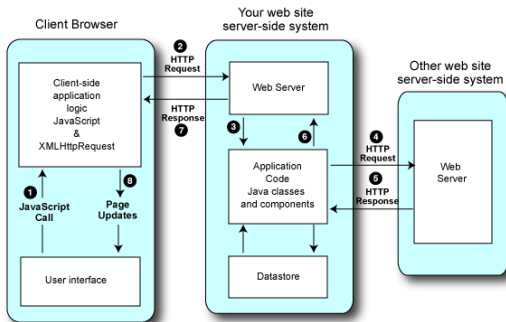 Client Browser
Your web site
server-side system
Other web site
server-side system
Client-side
application
logic
JavaScript
&
XMLHttpRequest
2
HTTP
Request
HTTP
Response
7
Web Server
3
6
4
HTTP
Request
5
HTTP
Response
Web
Server
Application
Code
Java classes
and components
1
JavaScript
Call
8
Page
Updates
User interface
Datastore